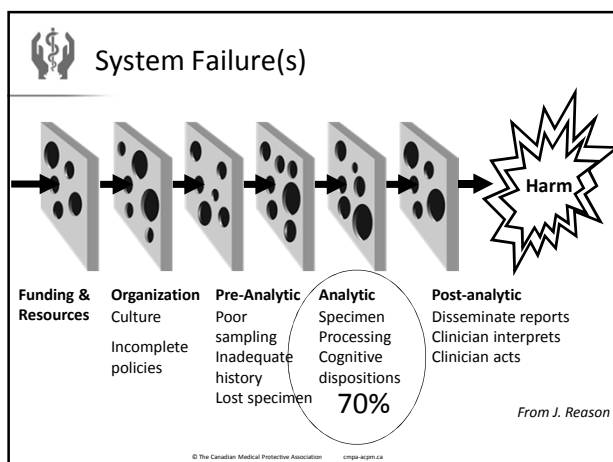 System Failure(s)
Harm
Funding &
Resources
Organization
Culture
Incomplete
policies
Pre-Analytic
Poor
sampling
Inadequate
history
Lost specimen
Analytic
Specimen
Processing
Cognitive
dispositions
70%
Post-analytic
Disseminate reports
Clinician interprets
Clinician acts
From J. Reason
© The Canadian Medical Protective Association cmpa-acpm.ca